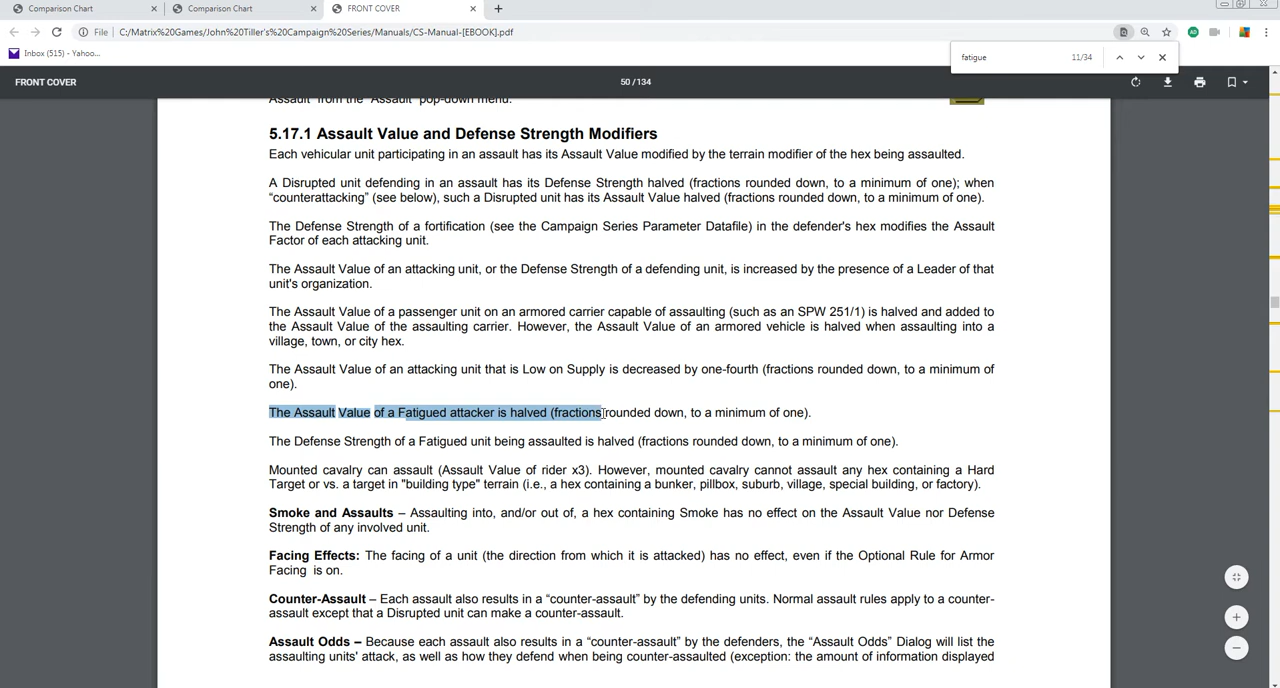 Comparison Chart
Comparison Chart
FRONT COVER
File
C:/Matrix%20Games/John%20Tiller's%20Campaign%20Series/Manuals/CS-Manual-[EBOOK].pdf
Inbox (515) - Yahoo...
fatigue
11/34
FRONT COVER
50 / 134
Assault" from the "Assault" pop-down menu.
5.17.1 Assault Value and Defense Strength Modifiers
Each vehicular unit participating in an assault has its Assault Value modified by the terrain modifier of the hex being assaulted.
A Disrupted unit defending in an assault has its Defense Strength halved (fractions rounded down, to a minimum of one); when
“counterattacking” (see below), such a Disrupted unit has its Assault Value halved (fractions rounded down, to a minimum of one).
The Defense Strength of a fortification (see the Campaign Series Parameter Datafile) in the defender's hex modifies the Assault
Factor of each attacking unit.
The Assault Value of an attacking unit, or the Defense Strength of a defending unit, is increased by the presence of a Leader of that
unit's organization.
The Assault Value of a passenger unit on an armored carrier capable of assaulting (such as an SPW 251/1) is halved and added to
the Assault Value of the assaulting carrier. However, the Assault Value of an armored vehicle is halved when assaulting into a
village, town, or city hex.
The Assault Value of an attacking unit that is Low on Supply is decreased by one-fourth (fractions rounded down, to a minimum of
one).
The Assault Value of a Fatigued attacker is halved (fractions rounded down, to a minimum of one).
The Defense Strength of a Fatigued unit being assaulted is halved (fractions rounded down, to a minimum of one).
Mounted cavalry can assault (Assault Value of rider x3). However, mounted cavalry cannot assault any hex containing a Hard
Target or vs. a target in "building type" terrain (i.e., a hex containing a bunker, pillbox, suburb, village, special building, or factory).
Smoke and Assaults – Assaulting into, and/or out of, a hex containing Smoke has no effect on the Assault Value nor Defense
Strength of any involved unit.
Facing Effects: The facing of a unit (the direction from which it is attacked) has no effect, even if the Optional Rule for Armor
Facing is on.
Counter-Assault – Each assault also results in a “counter-assault” by the defending units. Normal assault rules apply to a counter-
assault except that a Disrupted unit can make a counter-assault.
Assault Odds – Because each assault also results in a “counter-assault” by the defenders, the “Assault Odds” Dialog will list the
assaulting units' attack, as well as how they defend when being counter-assaulted (exception: the amount of information displayed